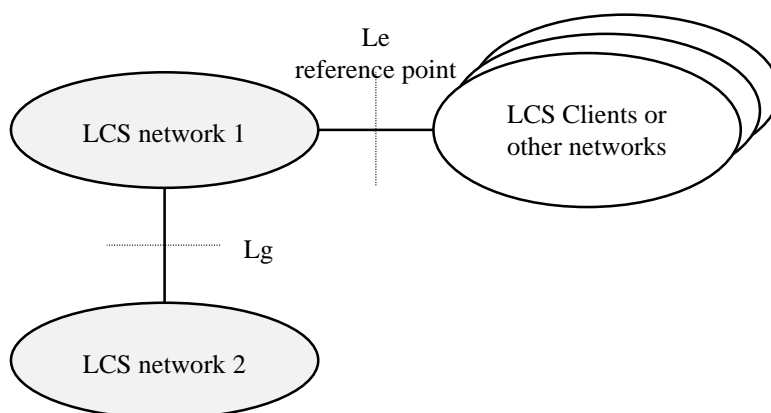 Le
reference point
LCS network 1
LCS Clients or
other networks
Lg
LCS network 2